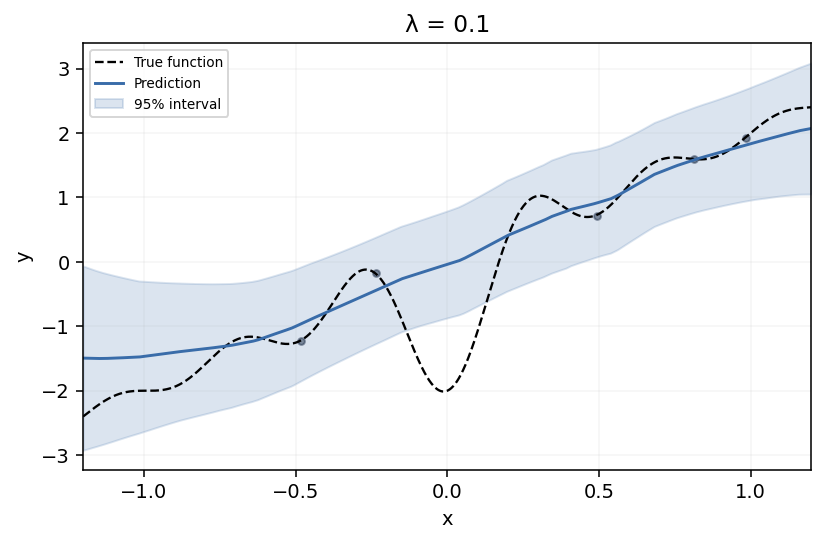 λ = 0.1
True function
Prediction
95% interval
3
2
1
0
−1
−2
−3
y
−1.0 −0.5 0.0 0.5 1.0
x